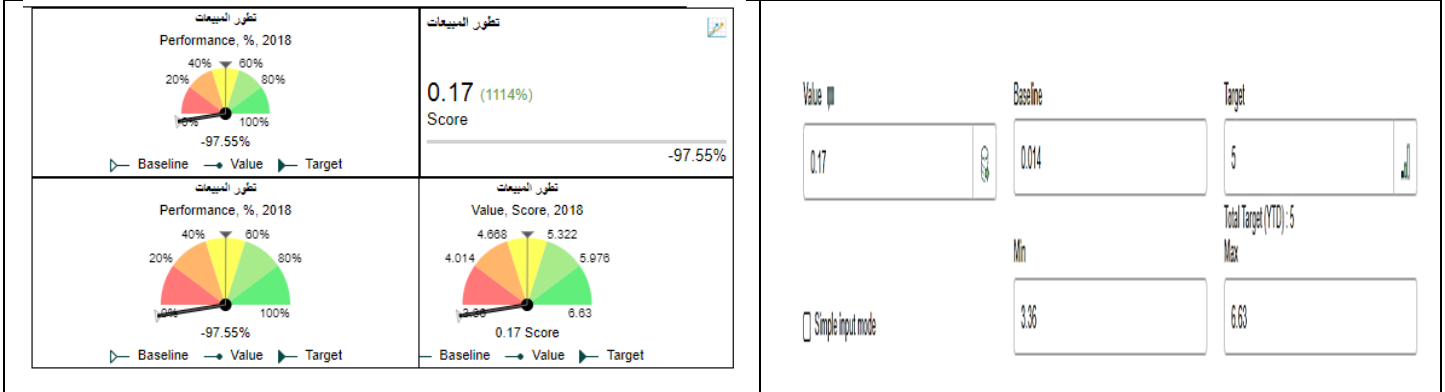 تطور المبيعات
Performance, %, 2018
40% 60%
20% 80%
0% 100%
-97.55%
Baseline Value Target
تطور المبيعات
0.17 (1114%)
Score
-97.55%
تطور المبيعات
Performance, %, 2018
40% 60%
20% 80%
0% 100%
-97.55%
Baseline Value Target
تطور المبيعات
Value, Score, 2018
4.668 5.322
4.014 5.976
3.36 6.63
0.17 Score
Baseline Value Target
Value Baseline Target
0.17 0.014 5
Total Target (YTD) : 5
Min Max
3.36 6.63
Simple input mode